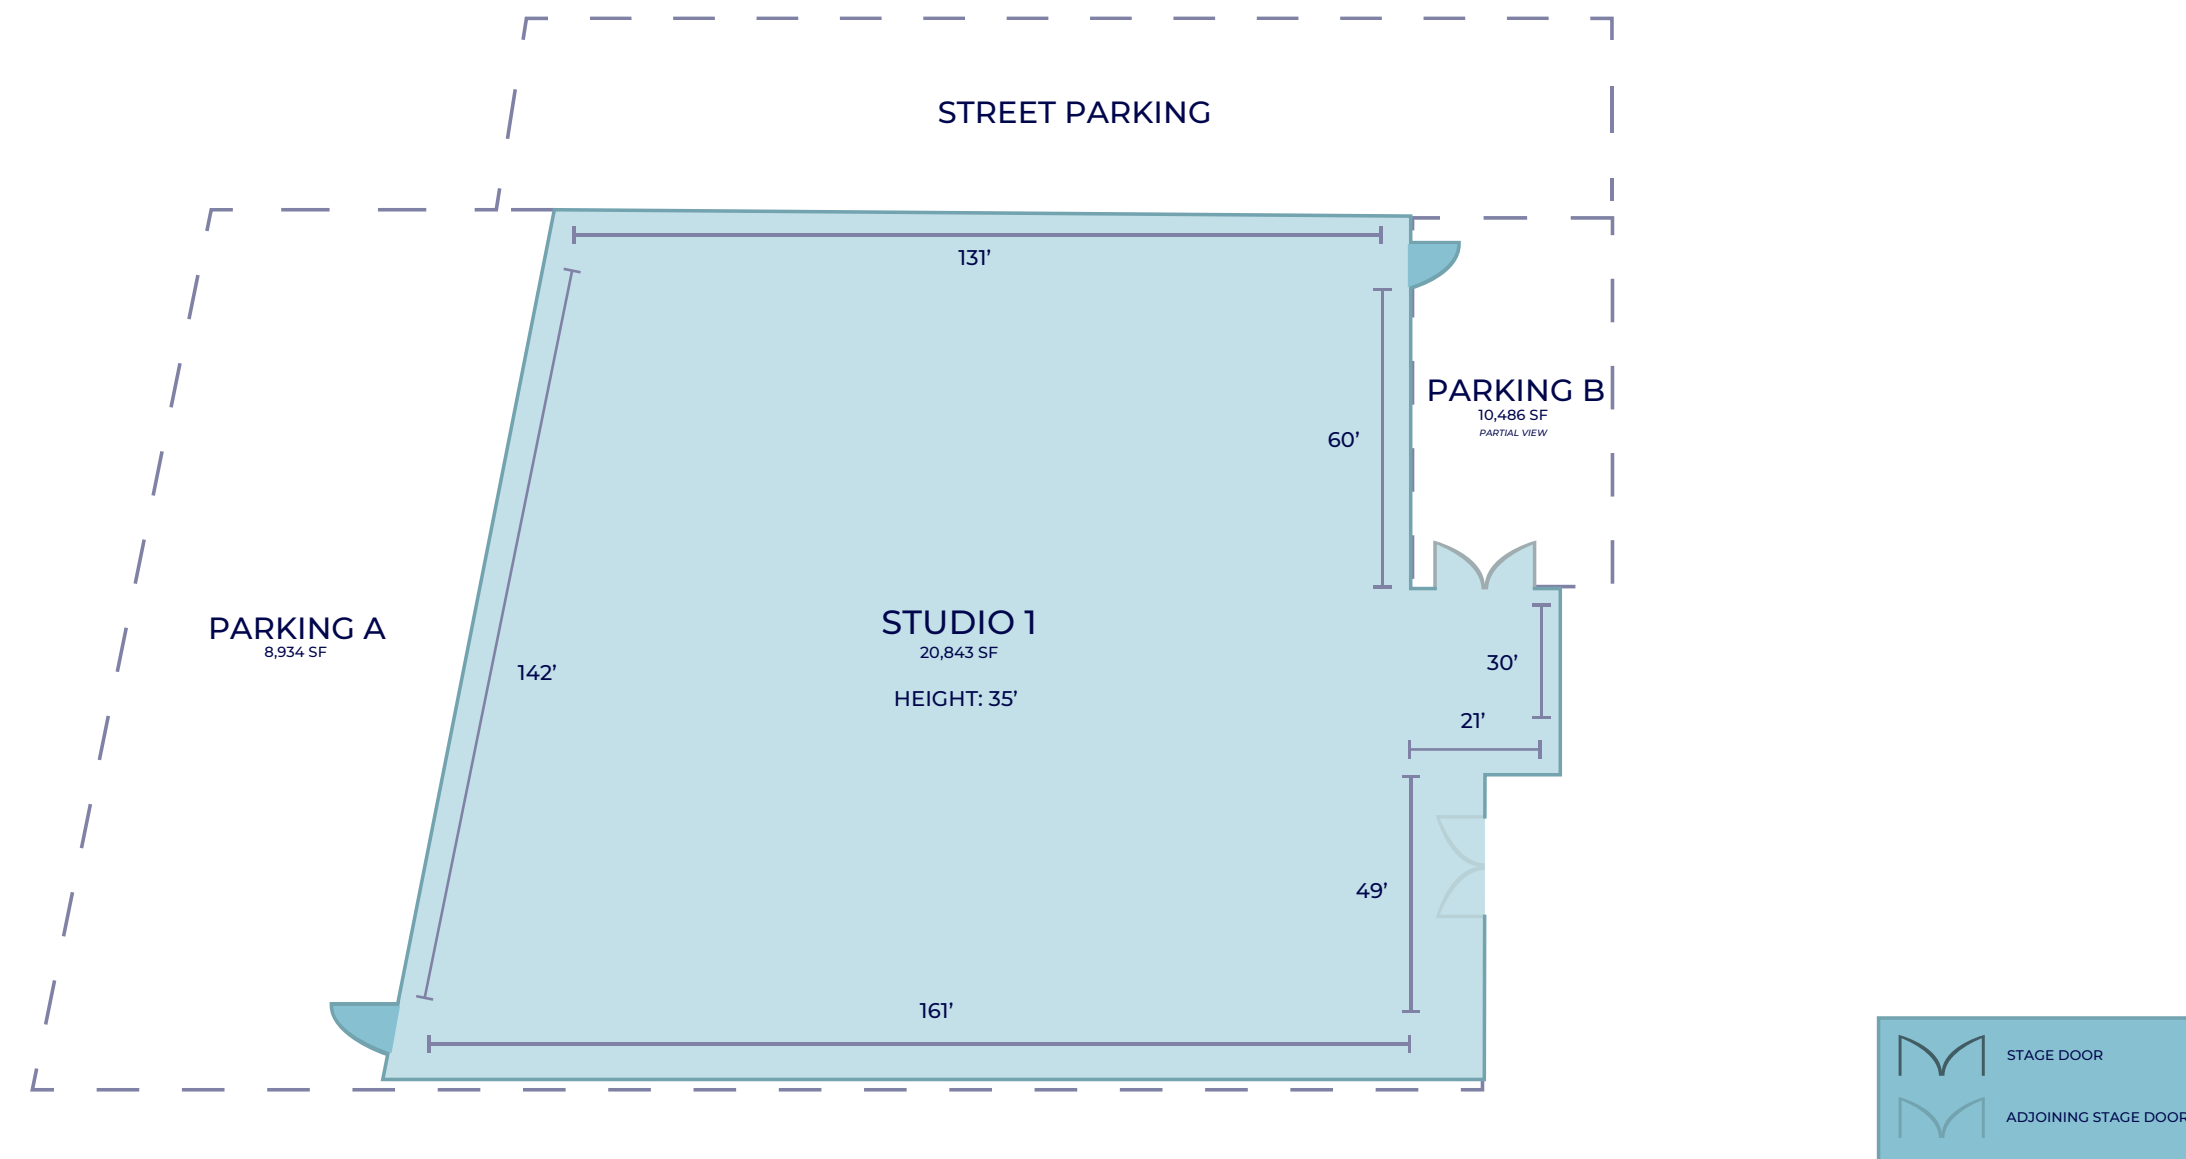 STREET PARKING
131’
PARKING B
10,486 SF
PARTIAL VIEW
60’
STUDIO 1
20,843 SF
HEIGHT: 35’
PARKING A
8,934 SF
142’
30’
21’
49’
161’
STAGE DOOR
ADJOINING STAGE DOOR